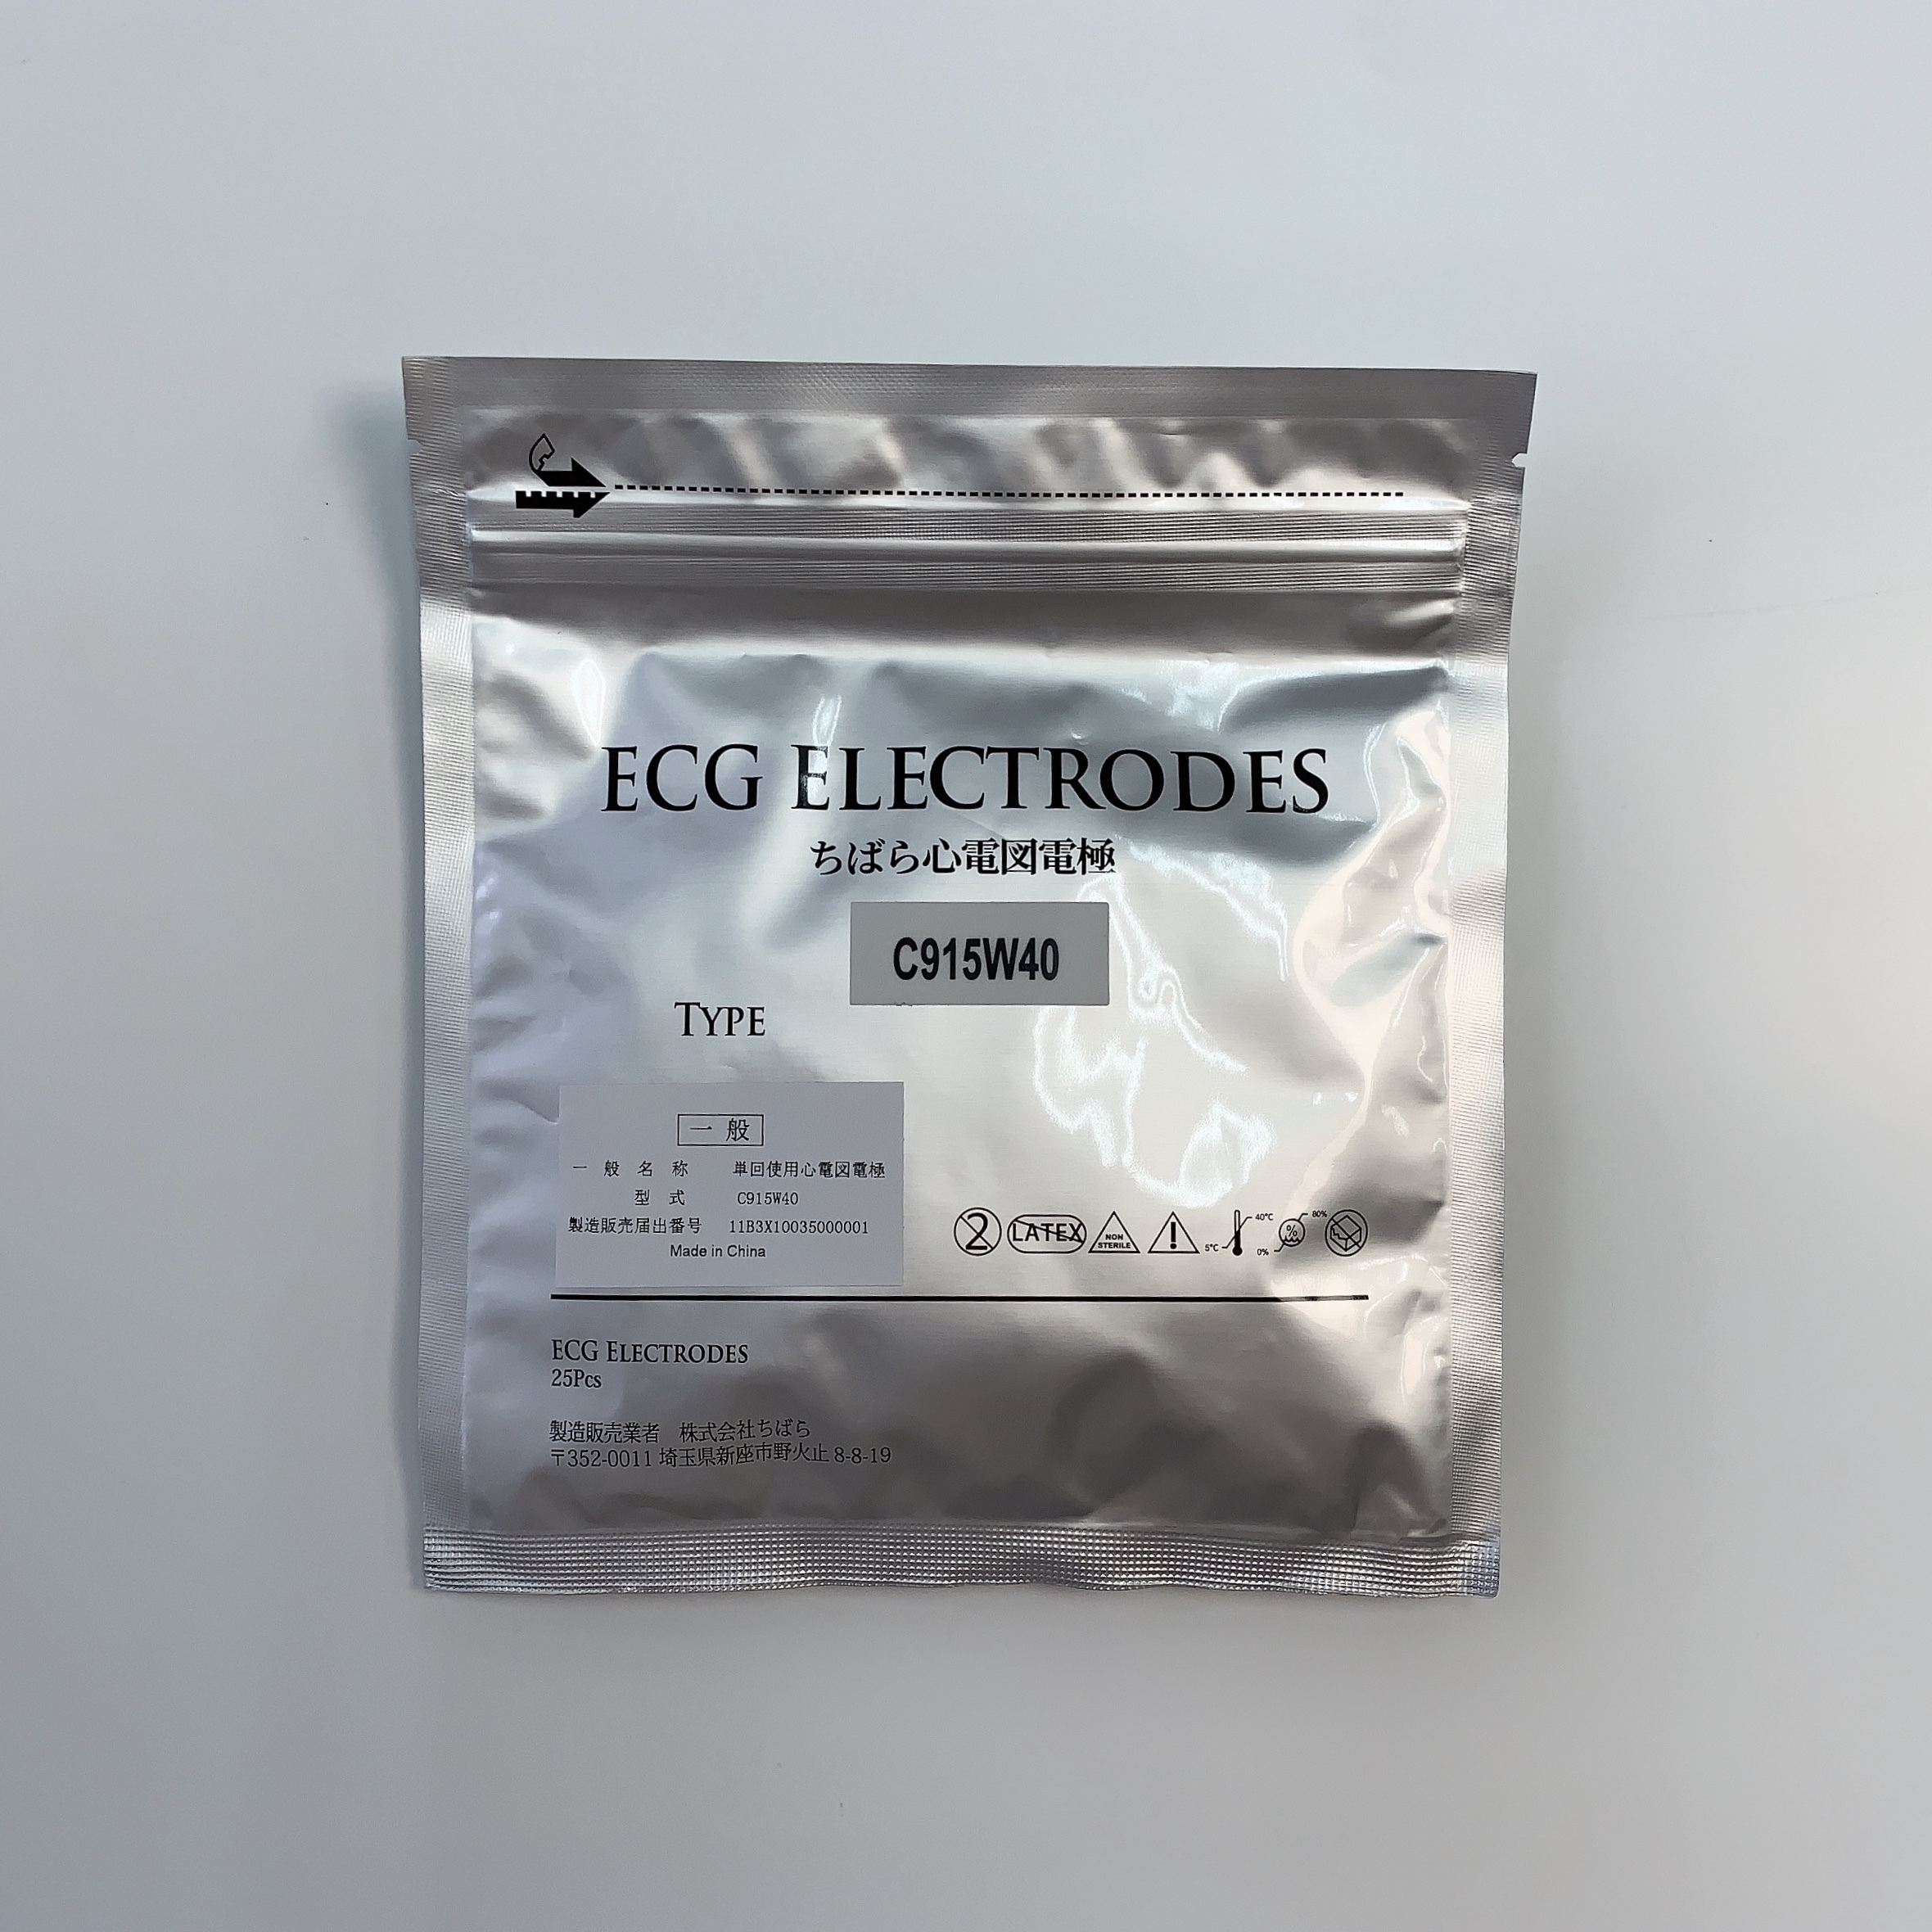 ECG ELECTRODES
ちばら心電図電極
C915W40
TYPE
一般
一般名称 単回使用心電図電極
型式 C915W40
製造販売届出番号 11B3X10035000001
Made in China
2 LATEX NON STERILE 5℃ 40℃ 0% % 80%
ECG ELECTRODES
25Pcs
製造販売業者 株式会社ちばら
〒352-0011 埼玉県新座市野火止 8-8-19